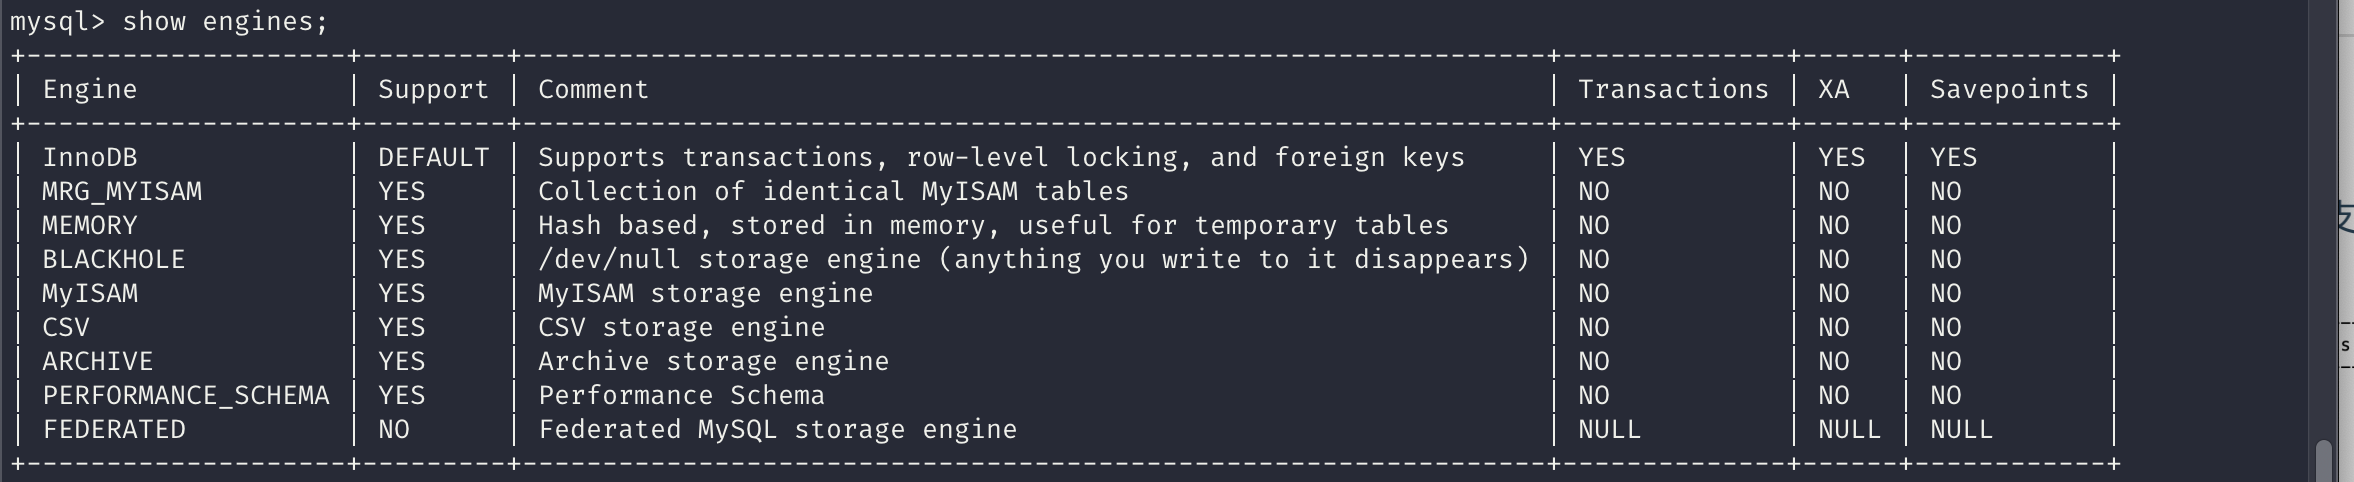 mysql> show engines;
+--------------------+---------+----------------------------------------------------------------+--------------+------+------------+
| Engine             | Support | Comment                                                        | Transactions | XA   | Savepoints |
+--------------------+---------+----------------------------------------------------------------+--------------+------+------------+
| InnoDB             | DEFAULT | Supports transactions, row-level locking, and foreign keys     | YES          | YES  | YES        |
| MRG_MYISAM         | YES     | Collection of identical MyISAM tables                          | NO           | NO   | NO         |
| MEMORY             | YES     | Hash based, stored in memory, useful for temporary tables      | NO           | NO   | NO         |
| BLACKHOLE          | YES     | /dev/null storage engine (anything you write to it disappears) | NO           | NO   | NO         |
| MyISAM             | YES     | MyISAM storage engine                                          | NO           | NO   | NO         |
| CSV                | YES     | CSV storage engine                                             | NO           | NO   | NO         |
| ARCHIVE            | YES     | Archive storage engine                                         | NO           | NO   | NO         |
| PERFORMANCE_SCHEMA | YES     | Performance Schema                                             | NO           | NO   | NO         |
| FEDERATED          | NO      | Federated MySQL storage engine                                 | NULL         | NULL | NULL       |
+--------------------+---------+----------------------------------------------------------------+--------------+------+------------+